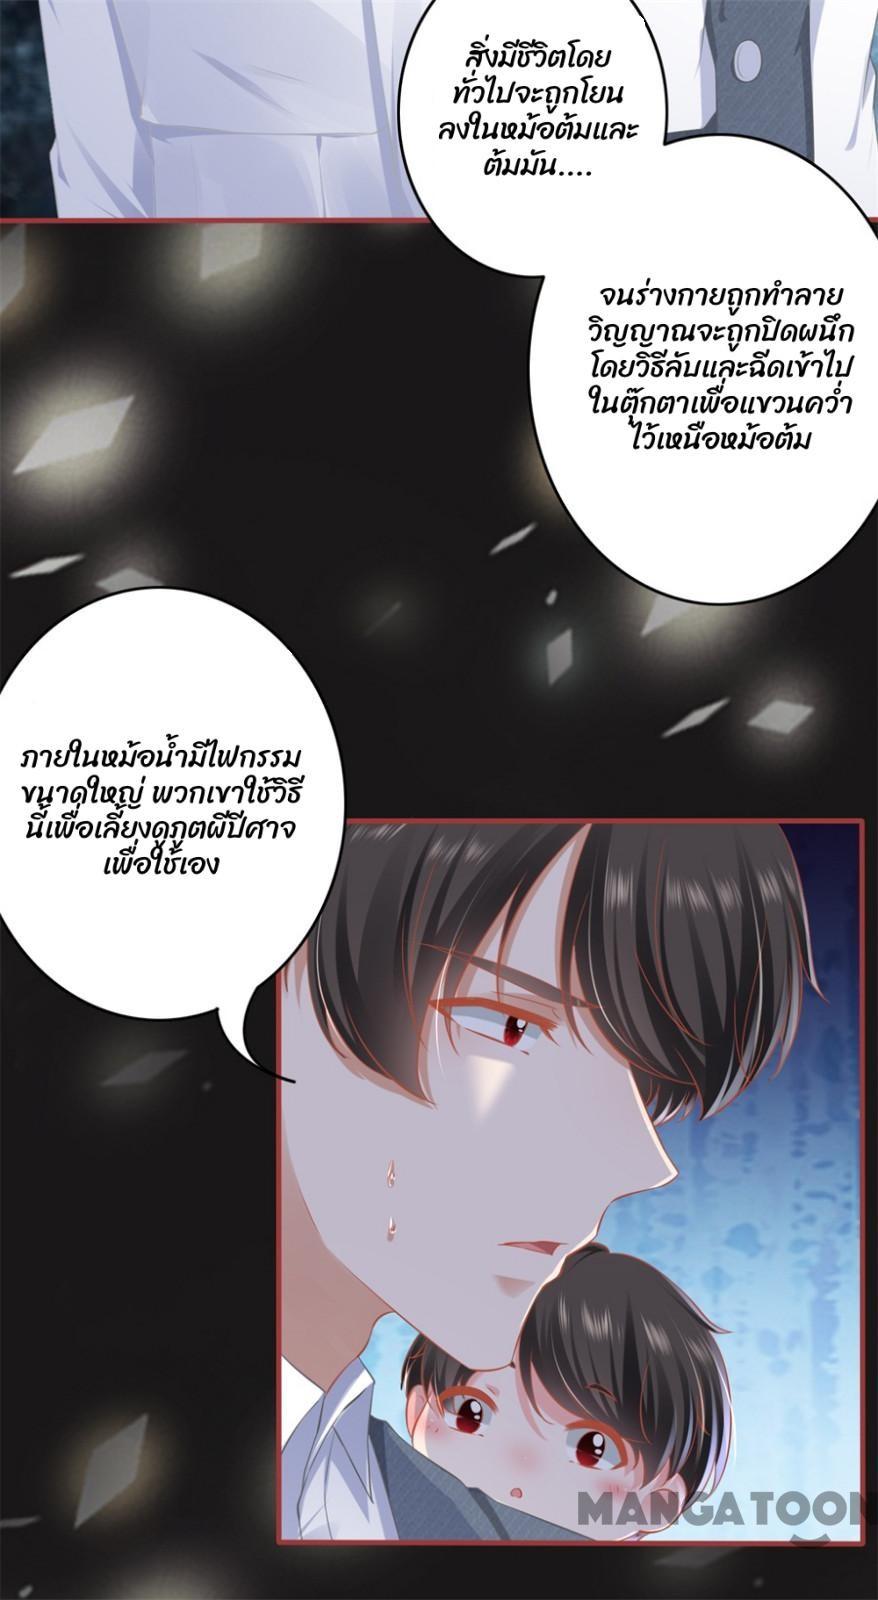 สิ่งมีชีวิตโดย
ทั่วไปจะถูกโยน
ลงในหม้อต้มและ
ต้มมัน....
จนร่างกายถูกทำลาย
วิญญาณจะถูกปิดผนึก
โดยวิธีลับและฉีดเข้าไป
ในตุ๊กตาเพื่อแขวนคว่ำ
ไว้เหนือหม้อต้ม
ภายในหม้อน้ำมีไฟกรรม
ขนาดใหญ่ พวกเขาใช้วิธี
นี้เพื่อเลี้ยงดูภูตผีปีศาจ
เพื่อใช้เอง
MANGATOON